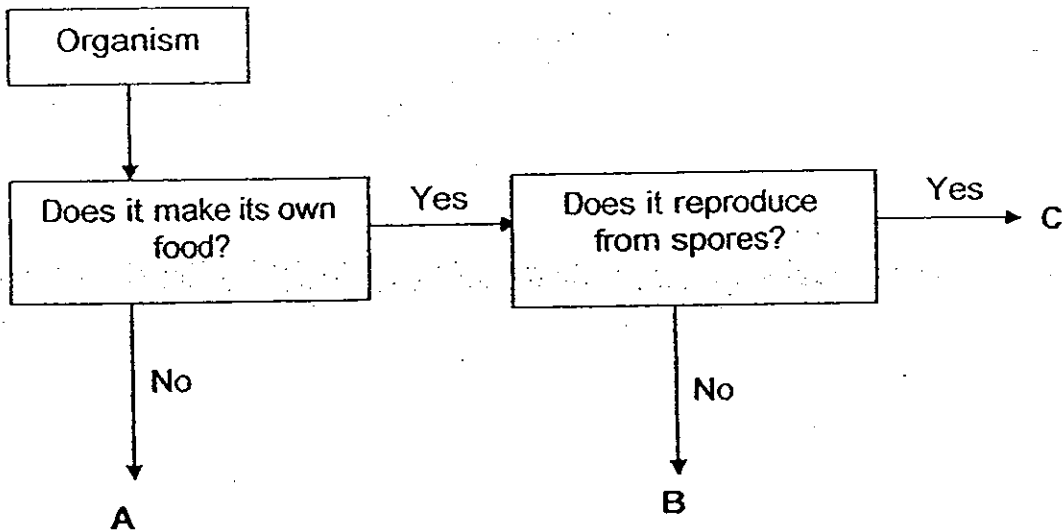 Organism
Does it make its own
food?
Yes
Does it reproduce
from spores?
Yes
C
No
No
A
B